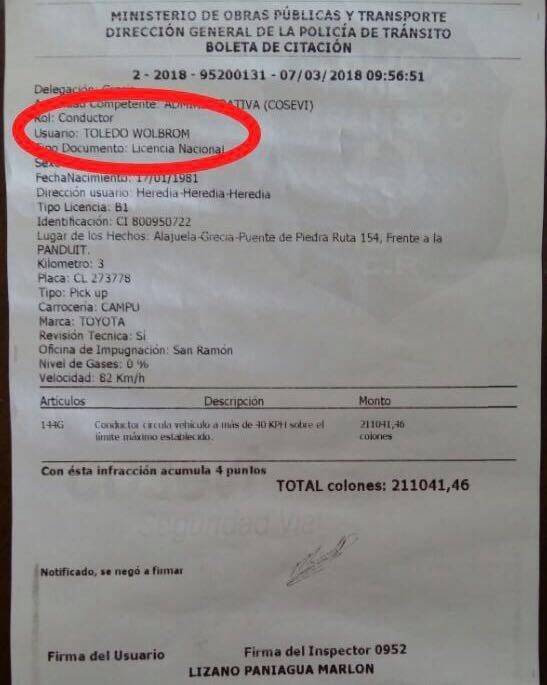 MINISTERIO DE OBRAS PÚBLICAS Y TRANSPORTE
DIRECCIÓN GENERAL DE LA POLICÍA DE TRÁNSITO
BOLETA DE CITACIÓN
2 - 2018 - 95200131 - 07/03/2018 09:56:51
Delegación:
Competente: ADMINISTRATIVA (COSEVI)
Rol: Conductor
Usuario: TOLEDO WOLBROM
Tipo Documento: Licencia Nacional
FechaNacimiento: 17/01/1981
Dirección usuario: Heredia-Heredia-Heredia
Tipo Licencia: B1
Identificación: CI 800950722
Lugar de los Hechos: Alajuela-Grecia-Puente de Piedra Ruta 154, Frente a la
PANDUIT.
Kilometro: 3
Placa: CL 273778
Tipo: Pick up
Carrocería: CAMPU
Marca: TOYOTA
Revisión Tecnica: Si
Oficina de Impugnación: San Ramón
Nivel de Gases: 0 %
Velocidad: 82 Km/h
Artículos Descripción Monto
144G Conductor circula vehículo a más de 40 KPH sobre el 211041,46
límite máximo establecido. colones
Con ésta infracción acumula 4 puntos
TOTAL colones: 211041,46
Seguridad Vial
Notificado, se negó a firmar
Firma del Usuario Firma del Inspector 0952
LIZANO PANIAGUA MARLON